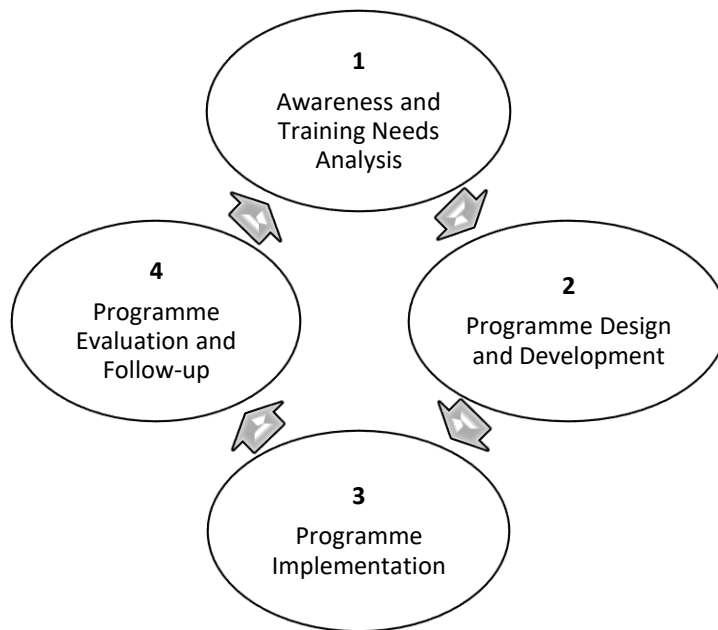 1
Awareness and
Training Needs
Analysis
2
Programme Design
and Development
3
Programme
Implementation
4
Programme
Evaluation and
Follow-up